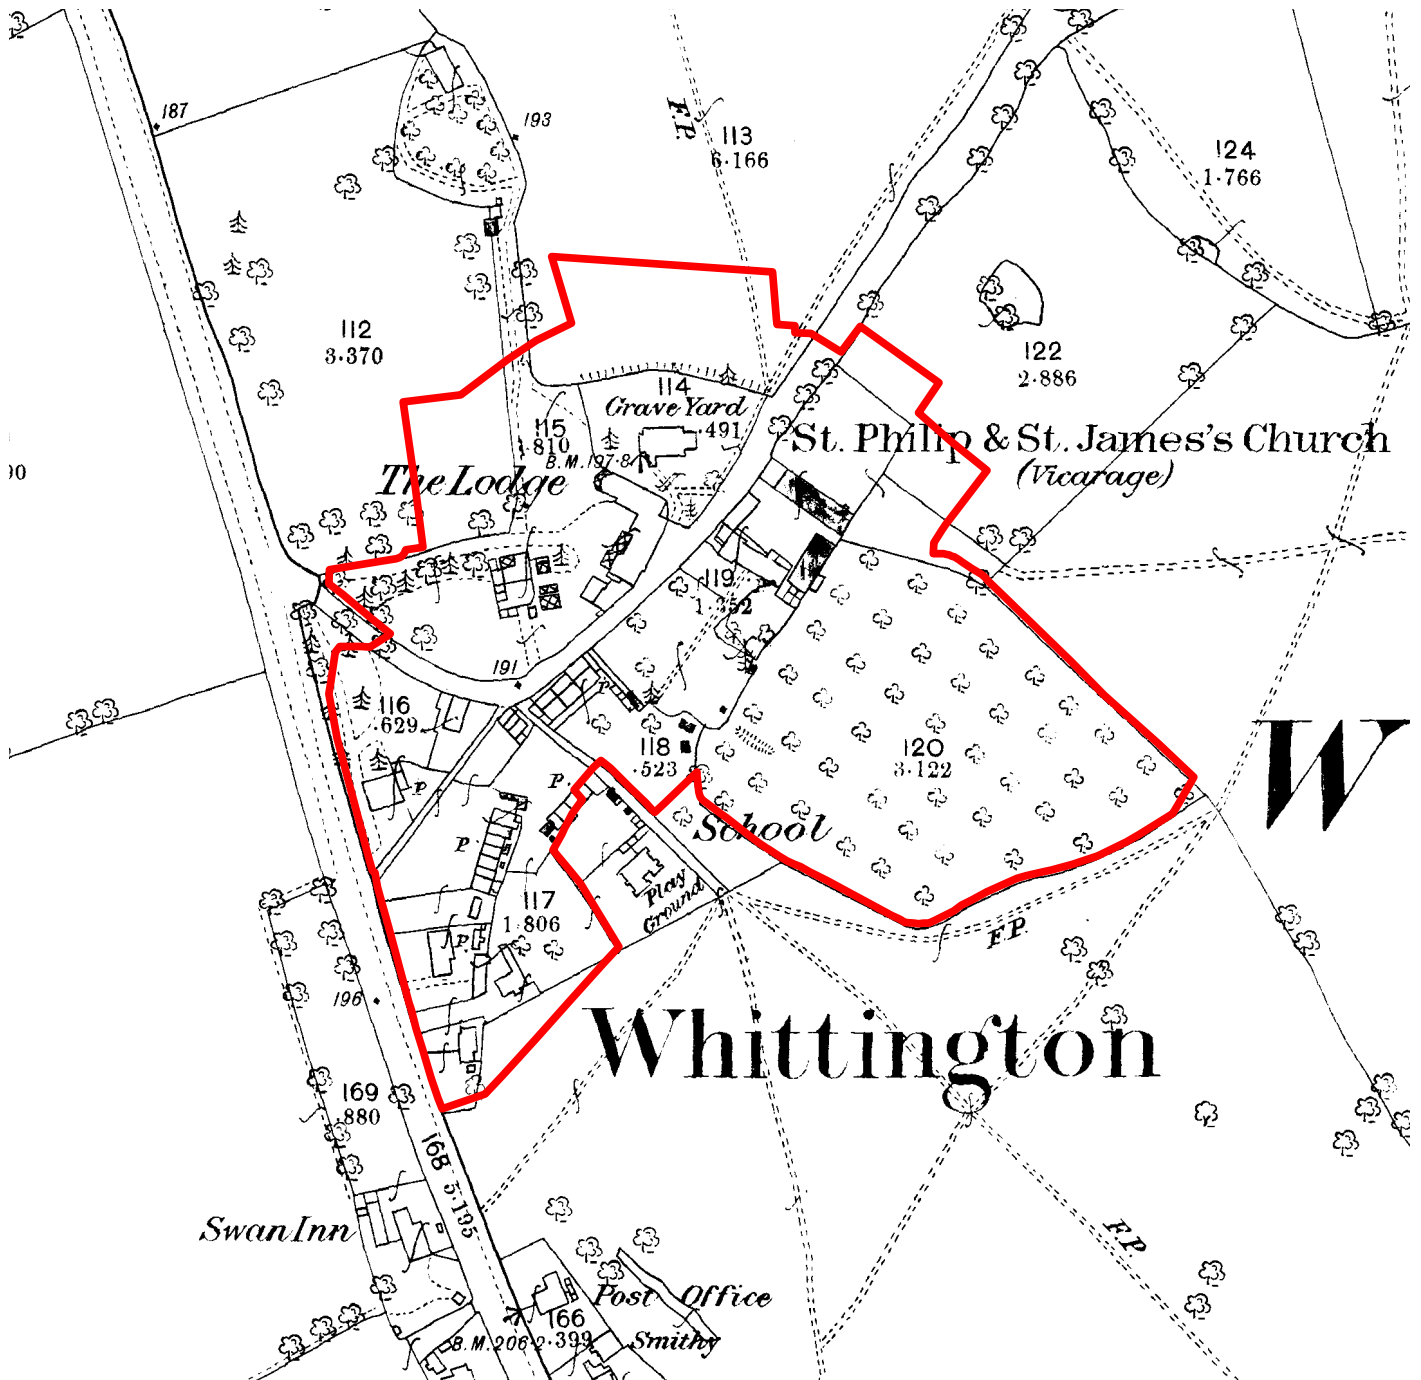 187
193
F.P.
113
6·166
124
1·766
112
3·370
122
2·886
114
Grave Yard
·491
115
1·810
B.M.197·8
St. Philip & St. James's Church
(Vicarage)
The Lodge
90
119
1·352
191
P.
116
·629
118
·523
120
3·122
W
P.
P.
School
P.
Play
Ground
117
1·806
P.
F.P.
196
Whittington
169
·880
168
5·195
Swan Inn
F.P.
Post Office
166
·399
B.M.206·2
Smithy